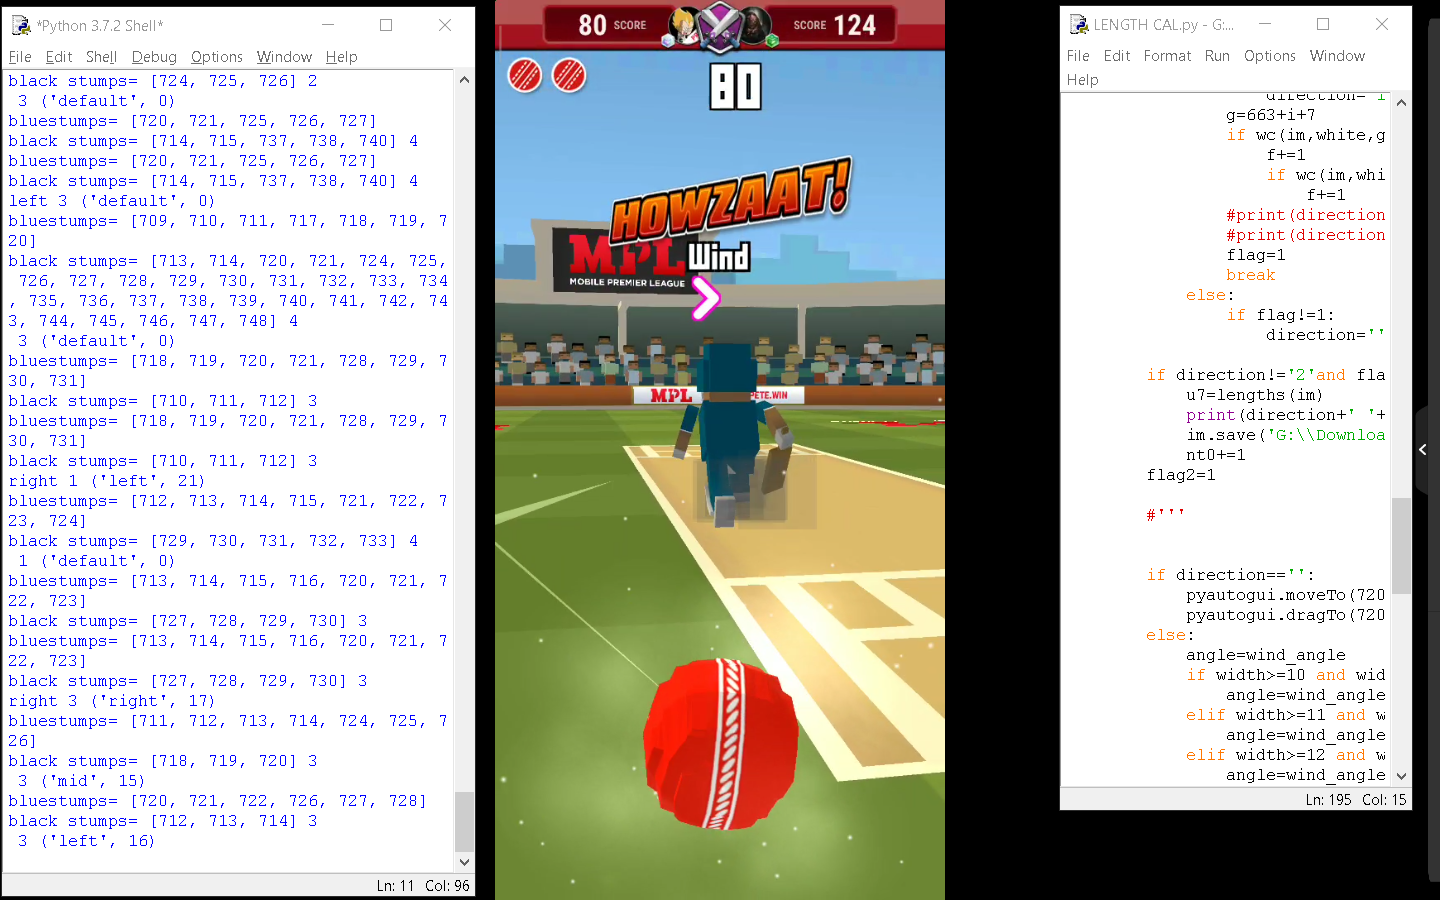 *Python 3.7.2 Shell*
File Edit Shell Debug Options Window Help
black stumps= [724, 725, 726] 2
 3 ('default', 0)
bluestumps= [720, 721, 725, 726, 727]
black stumps= [714, 715, 737, 738, 740] 4
bluestumps= [720, 721, 725, 726, 727]
black stumps= [714, 715, 737, 738, 740] 4
left 3 ('default', 0)
bluestumps= [709, 710, 711, 717, 718, 719, 7
20]
black stumps= [713, 714, 720, 721, 724, 725,
 726, 727, 728, 729, 730, 731, 732, 733, 734
, 735, 736, 737, 738, 739, 740, 741, 742, 74
3, 744, 745, 746, 747, 748] 4
 3 ('default', 0)
bluestumps= [718, 719, 720, 721, 728, 729, 7
30, 731]
black stumps= [710, 711, 712] 3
bluestumps= [718, 719, 720, 721, 728, 729, 7
30, 731]
black stumps= [710, 711, 712] 3
right 1 ('left', 21)
bluestumps= [712, 713, 714, 715, 721, 722, 7
23, 724]
black stumps= [729, 730, 731, 732, 733] 4
 1 ('default', 0)
bluestumps= [713, 714, 715, 716, 720, 721, 7
22, 723]
black stumps= [727, 728, 729, 730] 3
bluestumps= [713, 714, 715, 716, 720, 721, 7
22, 723]
black stumps= [727, 728, 729, 730] 3
right 3 ('right', 17)
bluestumps= [711, 712, 713, 714, 724, 725, 7
26]
black stumps= [718, 719, 720] 3
 3 ('mid', 15)
bluestumps= [720, 721, 722, 726, 727, 728]
black stumps= [712, 713, 714] 3
 3 ('left', 16)
Ln: 11 Col: 96
80 SCORE
SCORE 124
80
HOWZAAT!
MPL
MOBILE PREMIER LEAGUE
Wind
MPL
PETE.WIN
LENGTH CAL.py - G:...
File Edit Format Run Options Window
Help
direction= i
g=663+i+7
if wc(im,white,g
f+=1
if wc(im,whi
f+=1
#print(direction
#print(direction
flag=1
break
else:
if flag!=1:
direction=''
if direction!='2'and fla
u7=lengths(im)
print(direction+' '+
im.save('G:\\Downloa
nt0+=1
flag2=1
#'''
if direction=='':
pyautogui.moveTo(720
pyautogui.dragTo(720
else:
angle=wind_angle
if width>=10 and wid
angle=wind_angle
elif width>=11 and w
angle=wind_angle
elif width>=12 and w
angle=wind_angle
Ln: 195 Col: 15